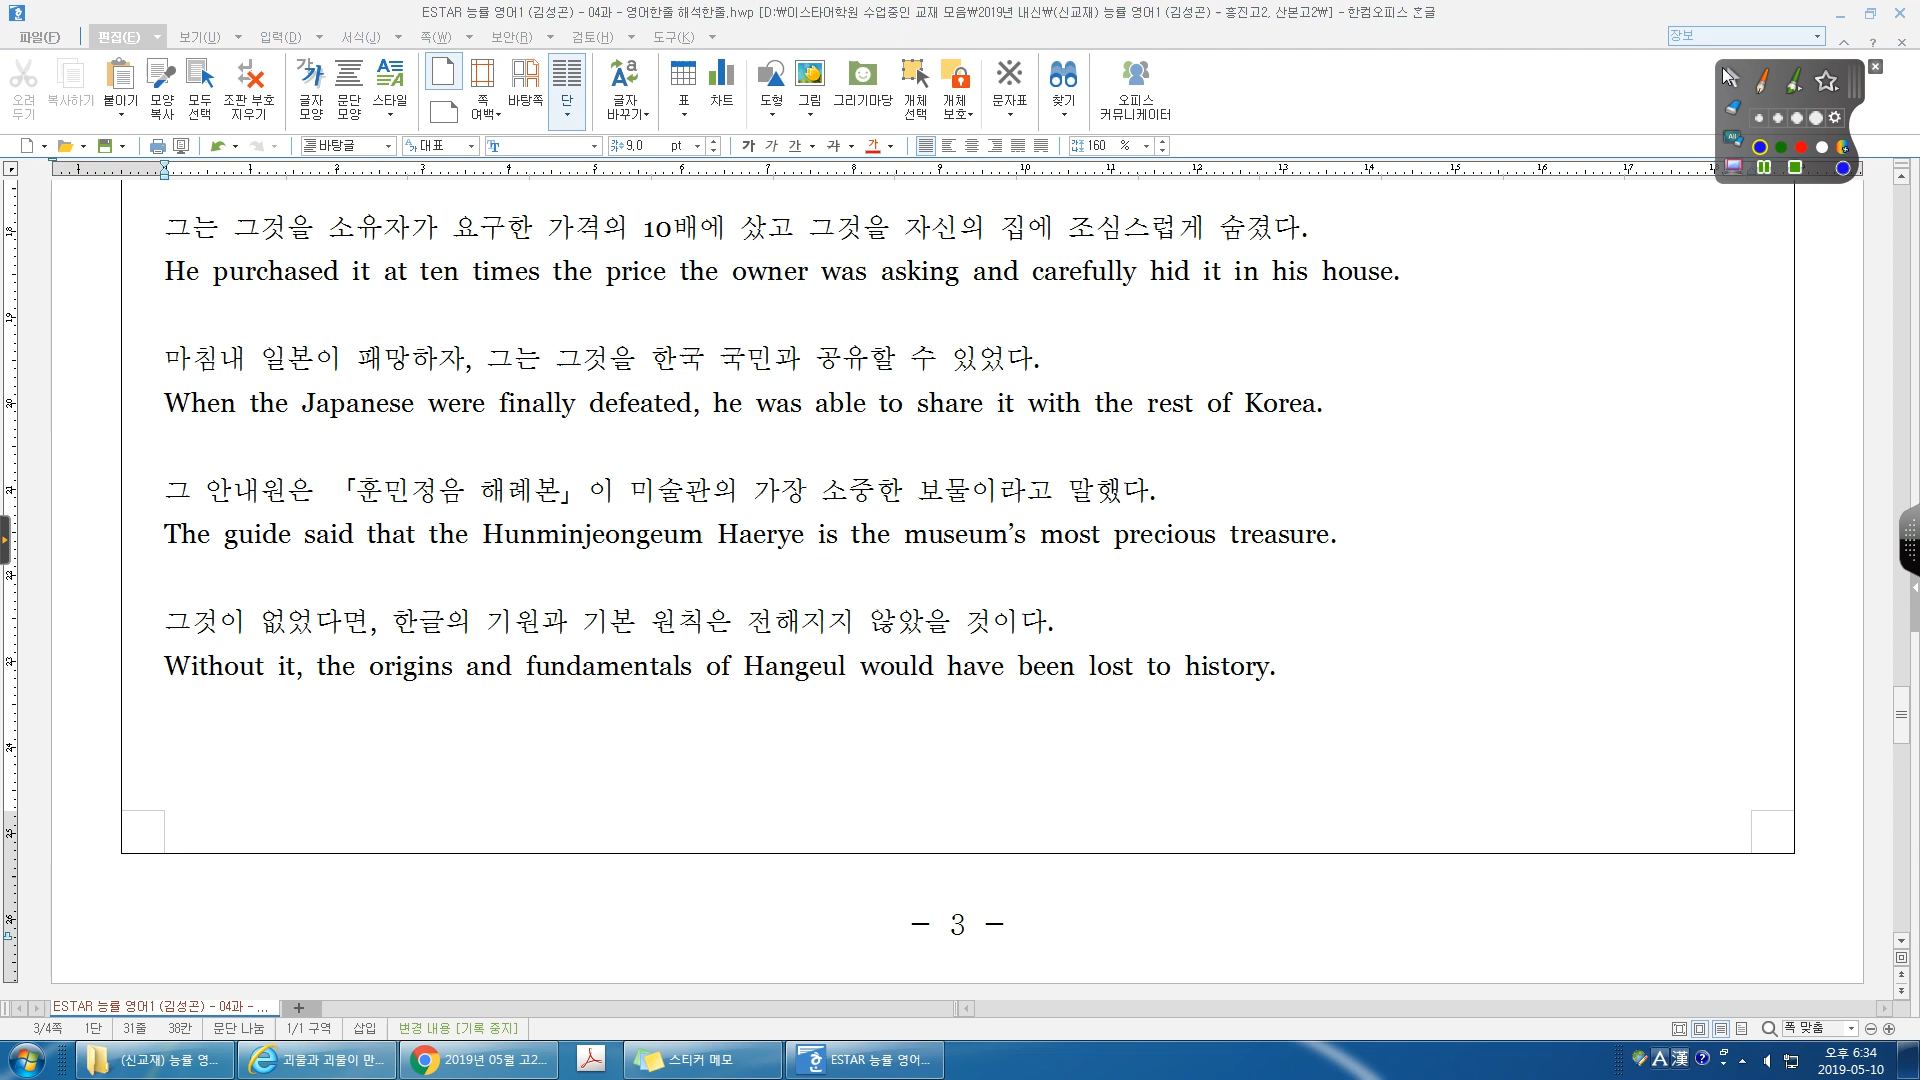 ESTAR 능률 영어1 (김성곤) - 04과 - 영어한줄 해석한줄.hwp [D:₩이스타어학원 수업중인 교재 모음₩2019년 내신₩(신교재) 능률 영어1 (김성곤) - 흥진고2, 산본고2₩] - 한컴오피스 한글
파일(F) 편집(E) 보기(U) 입력(D) 서식(J) 쪽(W) 보안(R) 검토(H) 도구(K) 장보
오려 두기 복사하기 붙이기 모양 복사 모두 선택 조판 부호 지우기 글자 모양 문단 모양 스타일 쪽 여백 바탕쪽 단 글자 바꾸기 표 차트 도형 그림 그리기마당 개체 선택 개체 보호 문자표 찾기 오피스 커뮤니케이터
바탕글 대표 9,0 pt 가 가 가 가 가 160 %
그는 그것을 소유자가 요구한 가격의 10배에 샀고 그것을 자신의 집에 조심스럽게 숨겼다.
He purchased it at ten times the price the owner was asking and carefully hid it in his house.
마침내 일본이 패망하자, 그는 그것을 한국 국민과 공유할 수 있었다.
When the Japanese were finally defeated, he was able to share it with the rest of Korea.
그 안내원은 「훈민정음 해례본」이 미술관의 가장 소중한 보물이라고 말했다.
The guide said that the Hunminjeongeum Haerye is the museum’s most precious treasure.
그것이 없었다면, 한글의 기원과 기본 원칙은 전해지지 않았을 것이다.
Without it, the origins and fundamentals of Hangeul would have been lost to history.
- 3 -
ESTAR 능률 영어1 (김성곤) - 04과 - ...
3/4쪽 1단 31줄 38칸 문단 나눔 1/1 구역 삽입 변경 내용 [기록 중지] 쪽 맞춤
(신교재) 능률 영... 괴물과 괴물이 만... 2019년 05월 고2... 스티커 메모 ESTAR 능률 영어... A 漢 오후 6:34
2019-05-10